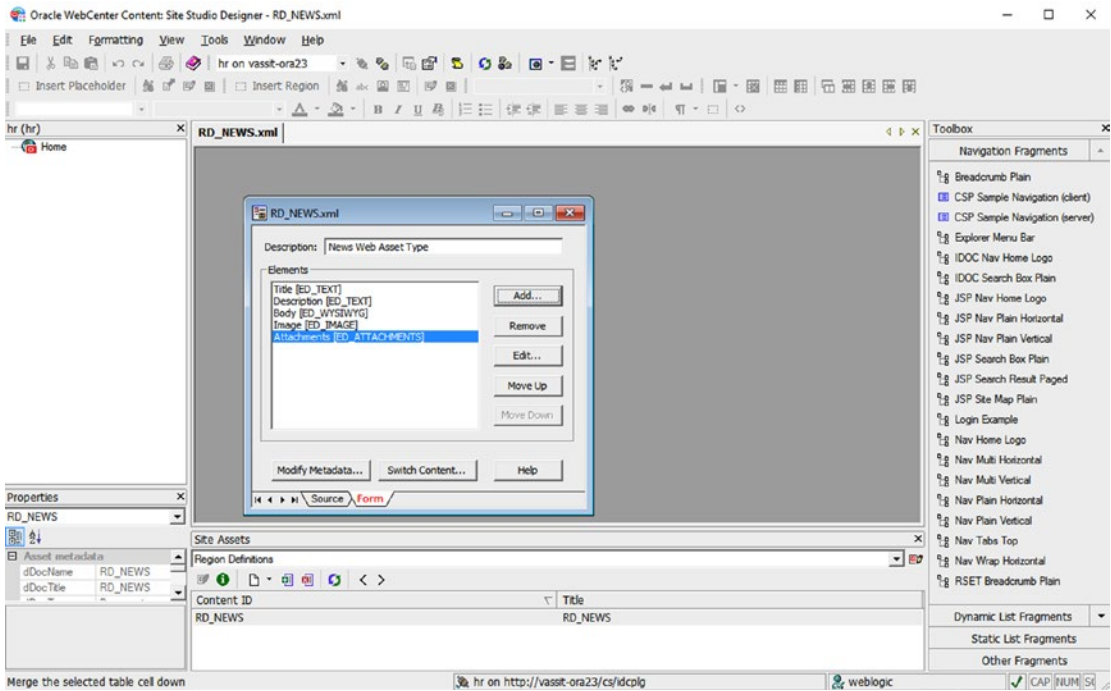 Oracle WebCenter Content: Site Studio Designer - RD_NEWS.xml
File Edit Formatting View Tools Window Help
hr on vassit-ora23
Insert Placeholder Insert Region
hr (hr)
Home
RD_NEWS.xml
RD_NEWS.xml
Description: News Web Asset Type
Elements
Title [ED_TEXT]
Description [ED_TEXT]
Body [ED_WYSIWYG]
Image [ED_IMAGE]
Attachments [ED_ATTACHMENTS]
Add...
Remove
Edit...
Move Up
Move Down
Modify Metadata... Switch Content... Help
Source Form
Properties
RD_NEWS
Asset metadata
dDocName RD_NEWS
dDocTitle RD_NEWS
Site Assets
Region Definitions
Content ID Title
RD_NEWS RD_NEWS
Toolbox
Navigation Fragments
Breadcrumb Plain
CSP Sample Navigation (client)
CSP Sample Navigation (server)
Explorer Menu Bar
IDOC Nav Home Logo
IDOC Search Box Plain
JSP Nav Home Logo
JSP Nav Plain Horizontal
JSP Nav Plain Vertical
JSP Search Box Plain
JSP Search Result Paged
JSP Site Map Plain
Login Example
Nav Home Logo
Nav Multi Horizontal
Nav Multi Vertical
Nav Plain Horizontal
Nav Plain Vertical
Nav Tabs Top
Nav Wrap Horizontal
RSET Breadcrumb Plain
Dynamic List Fragments
Static List Fragments
Other Fragments
Merge the selected table cell down hr on http://vassit-ora23/cs/idcplg weblogic CAP NUM